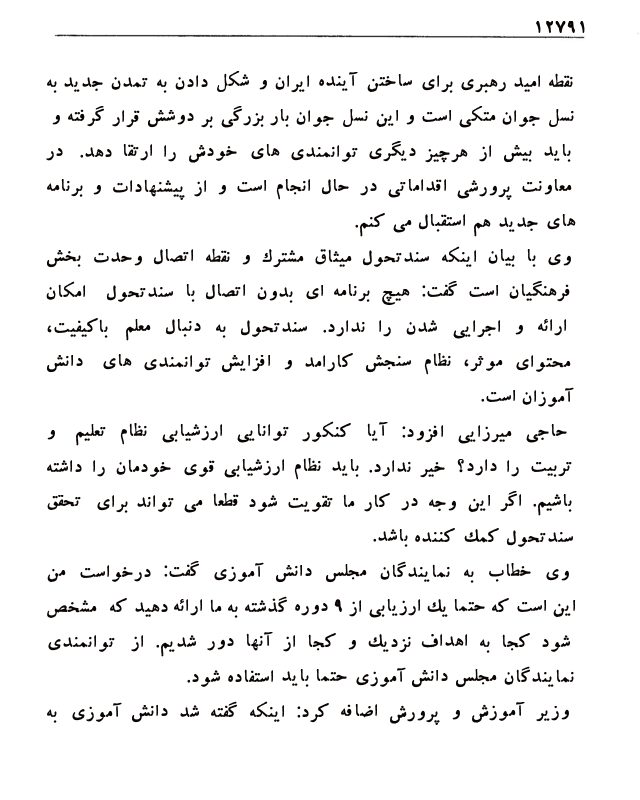 ۱۲۷۹۱
نقطه امید رهبری برای ساختن آینده ایران و شکل دادن به تمدن جدید به
نسل جوان متکی است و این نسل جوان بار بزرگی بر دوشش قرار گرفته و
باید بیش از هرچیز دیگری توانمندی های خودش را ارتقا دهد. در
معاونت پرورشی اقداماتی در حال انجام است و از پیشنهادات و برنامه
های جدید هم استقبال می کنم.
وی با بیان اینکه سندتحول میثاق مشترك و نقطه اتصال وحدت بخش
فرهنگیان است گفت: هیچ برنامه ای بدون اتصال با سندتحول امکان
ارائه و اجرایی شدن را ندارد. سندتحول به دنبال معلم باکیفیت،
محتوای موثر، نظام سنجش کارامد و افزایش توانمندی های دانش
آموزان است.
حاجی میرزایی افزود: آیا کنکور توانایی ارزشیابی نظام تعلیم و
تربیت را دارد؟ خیر ندارد. باید نظام ارزشیابی قوی خودمان را داشته
باشیم. اگر این وجه در کار ما تقویت شود قطعا می تواند برای تحقق
سندتحول کمك کننده باشد.
وی خطاب به نمایندگان مجلس دانش آموزی گفت: درخواست من
این است که حتما یك ارزیابی از ۹ دوره گذشته به ما ارائه دهید که مشخص
شود کجا به اهداف نزدیك و کجا از آنها دور شدیم. از توانمندی
نمایندگان مجلس دانش آموزی حتما باید استفاده شود.
وزیر آموزش و پرورش اضافه کرد: اینکه گفته شد دانش آموزی به